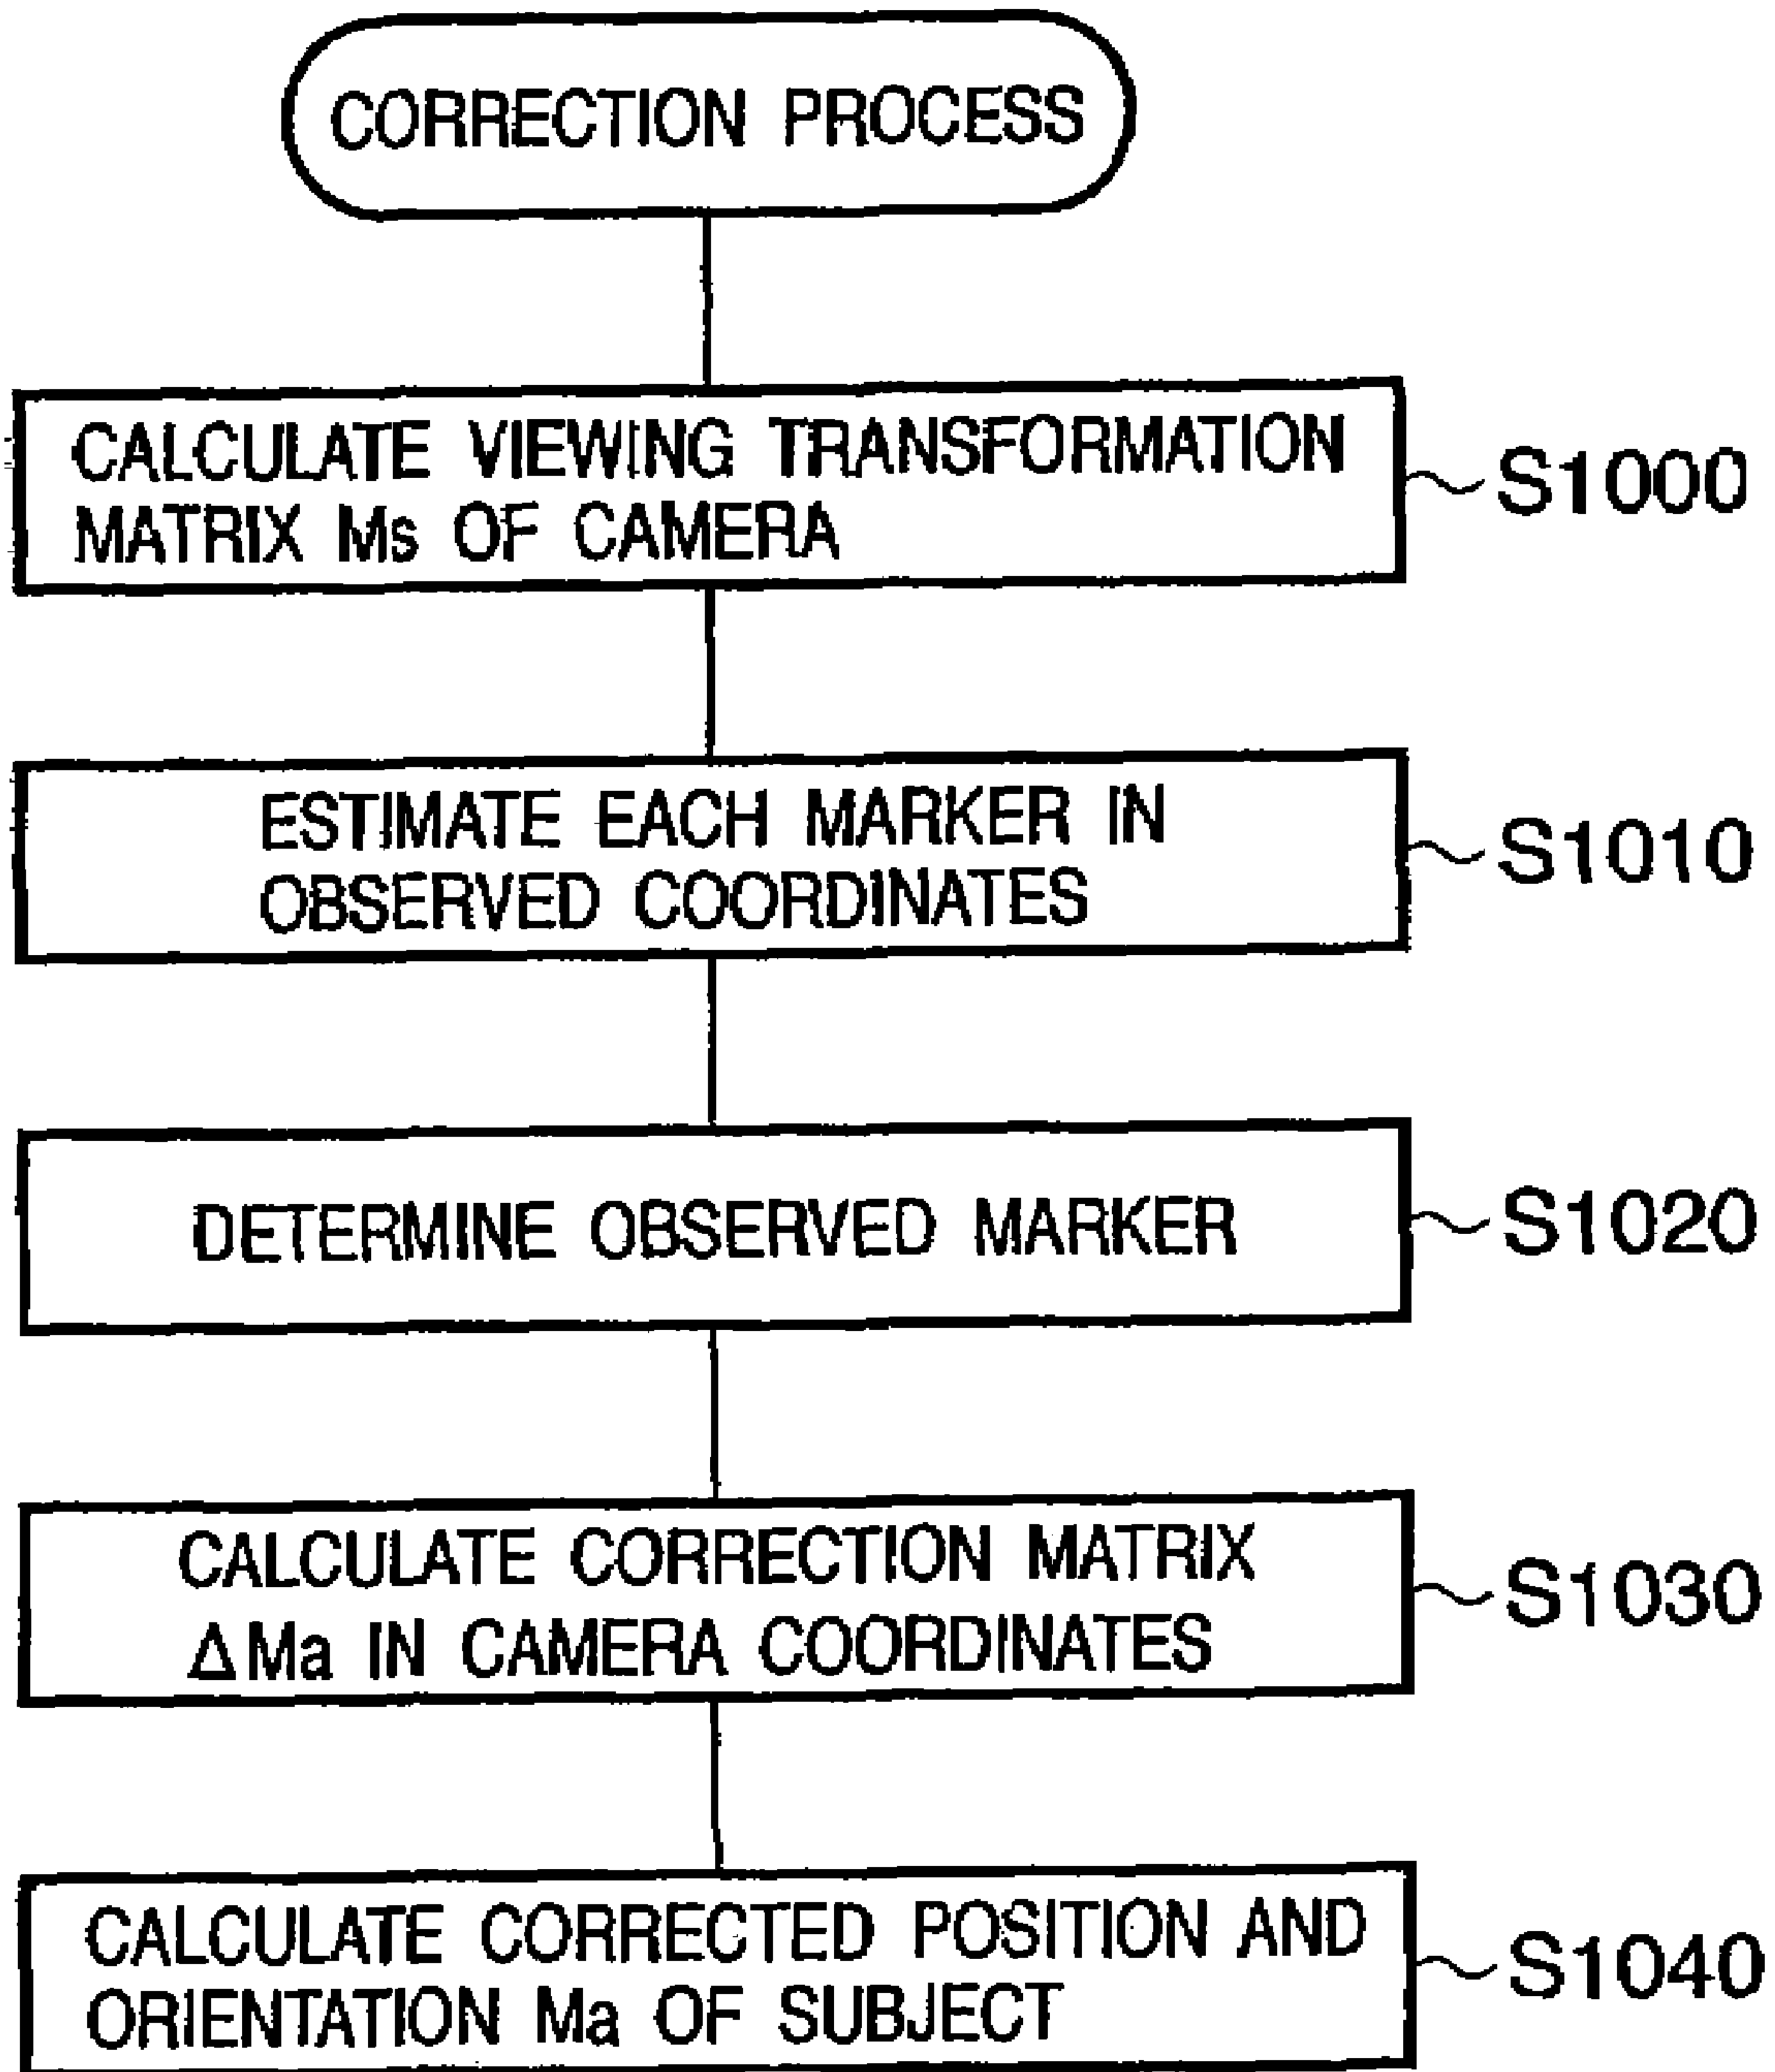 CORRECTION PROCESS
CALCULATE VIEWING TRANSFORMATION
MATRIX Ms OF CAMERA
S1000
ESTIMATE EACH MARKER IN
OBSERVED COORDINATES
S1010
DETERMINE OBSERVED MARKER
S1020
CALCULATE CORRECTION MATRIX
ΔMa IN CAMERA COORDINATES
S1030
CALCULATE CORRECTED POSITION AND
ORIENTATION Ma OF SUBJECT
S1040